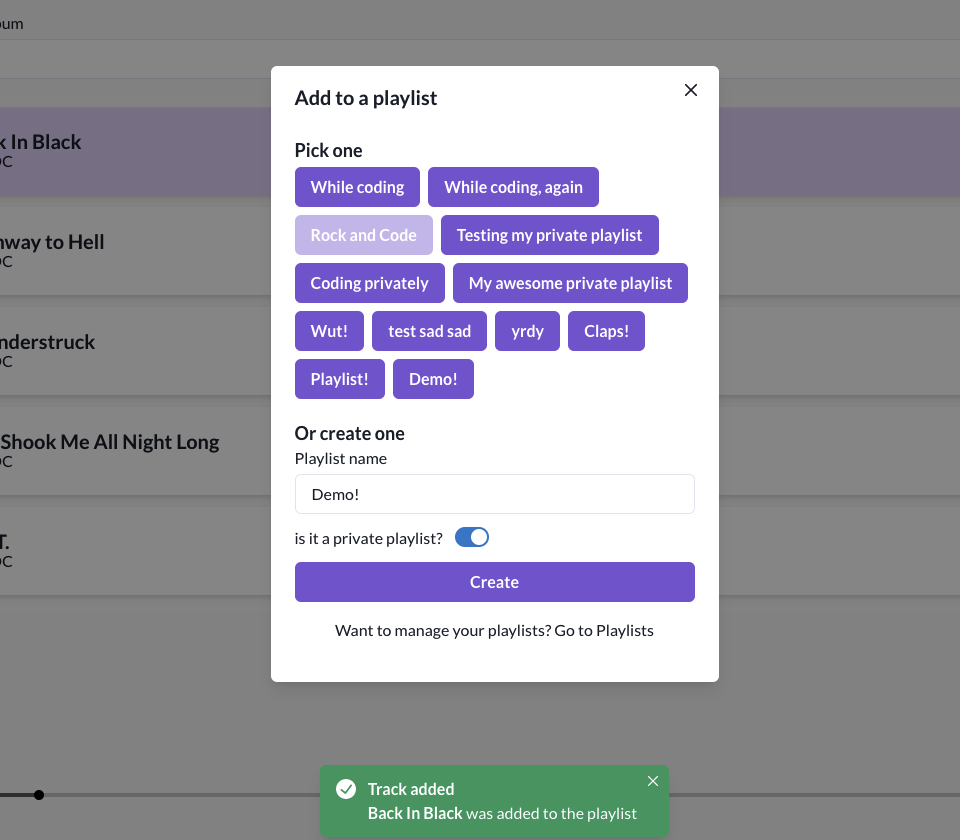 Add to a playlist
Pick one
While coding
While coding, again
Rock and Code
Testing my private playlist
Coding privately
My awesome private playlist
Wut!
test sad sad
yrdy
Claps!
Playlist!
Demo!
Or create one
Playlist name
Demo!
is it a private playlist?
Create
Want to manage your playlists? Go to Playlists
In Black
to Hell
Shook Me All Night Long
Track added
Back In Black was added to the playlist